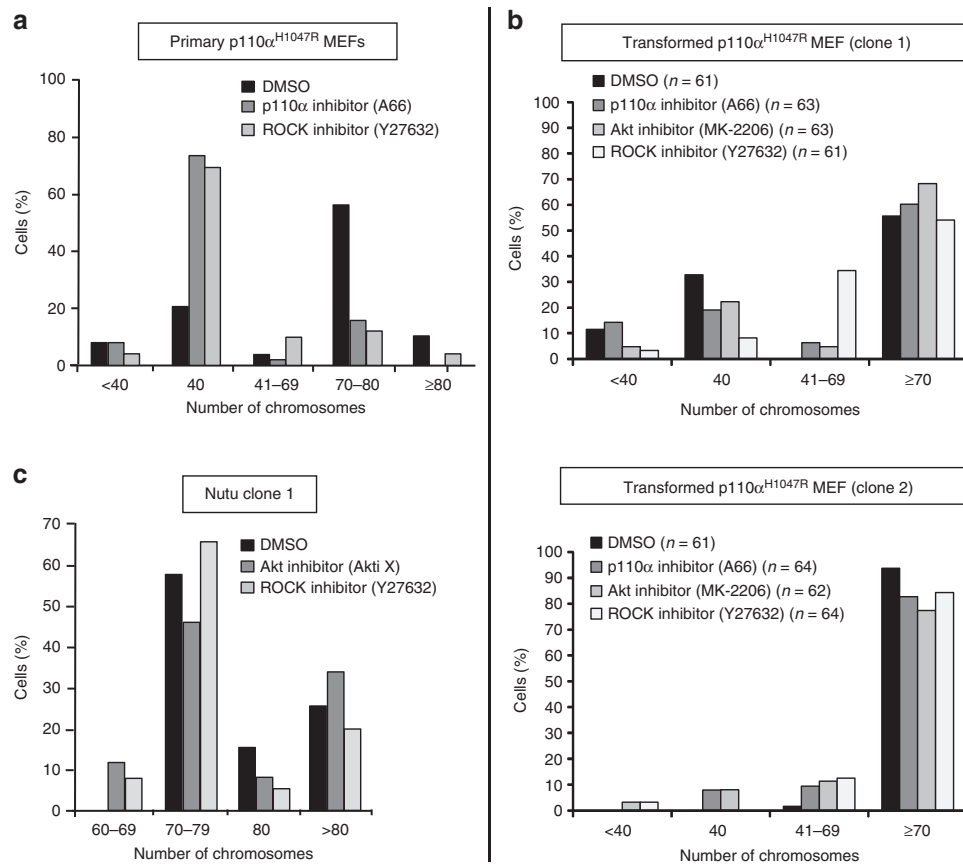 a
Primary p110αH1047R MEFs
DMSO
p110α inhibitor (A66)
ROCK inhibitor (Y27632)
100
80
60
40
20
0
Cells (%)
<40 40 41–69 70–80 ≥80
Number of chromosomes
b
Transformed p110αH1047R MEF (clone 1)
DMSO (n = 61)
p110α inhibitor (A66) (n = 63)
Akt inhibitor (MK-2206) (n = 63)
ROCK inhibitor (Y27632) (n = 61)
100
90
80
70
60
50
40
30
20
10
0
Cells (%)
<40 40 41–69 ≥70
Number of chromosomes
c
Nutu clone 1
DMSO
Akt inhibitor (Akti X)
ROCK inhibitor (Y27632)
70
60
50
40
30
20
10
0
Cells (%)
60–69 70–79 80 >80
Number of chromosomes
Transformed p110αH1047R MEF (clone 2)
DMSO (n = 61)
p110α inhibitor (A66) (n = 64)
Akt inhibitor (MK-2206) (n = 62)
ROCK inhibitor (Y27632) (n = 64)
100
90
80
70
60
50
40
30
20
10
0
Cells (%)
<40 40 41–69 ≥70
Number of chromosomes